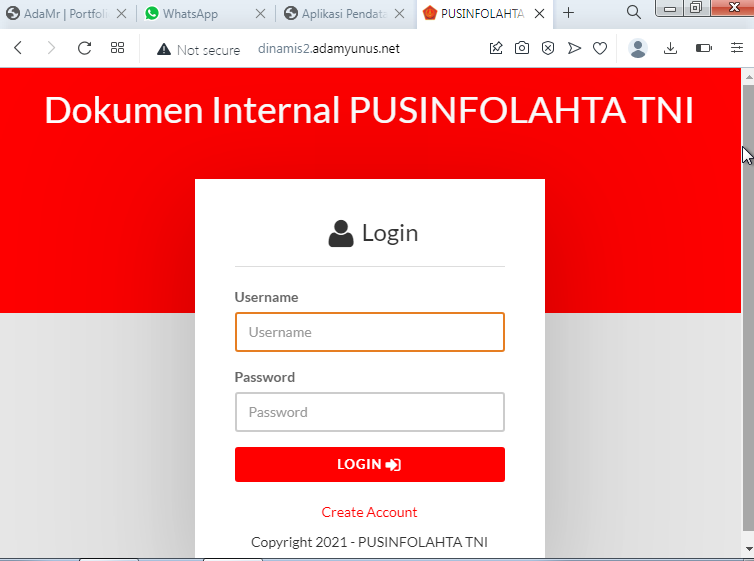 AdaMr | Portfoli
WhatsApp
Aplikasi Pendata
PUSINFOLAHTA
Not secure
dinamis2.adamyunus.net
Dokumen Internal PUSINFOLAHTA TNI
Login
Username
Username
Password
Password
LOGIN
Create Account
Copyright 2021 - PUSINFOLAHTA TNI